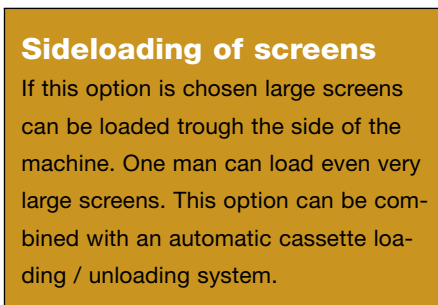 Sideloading of screens
If this option is chosen large screens
can be loaded trough the side of the
machine. One man can load even very
large screens. This option can be com-
bined with an automatic cassette loa-
ding / unloading system.